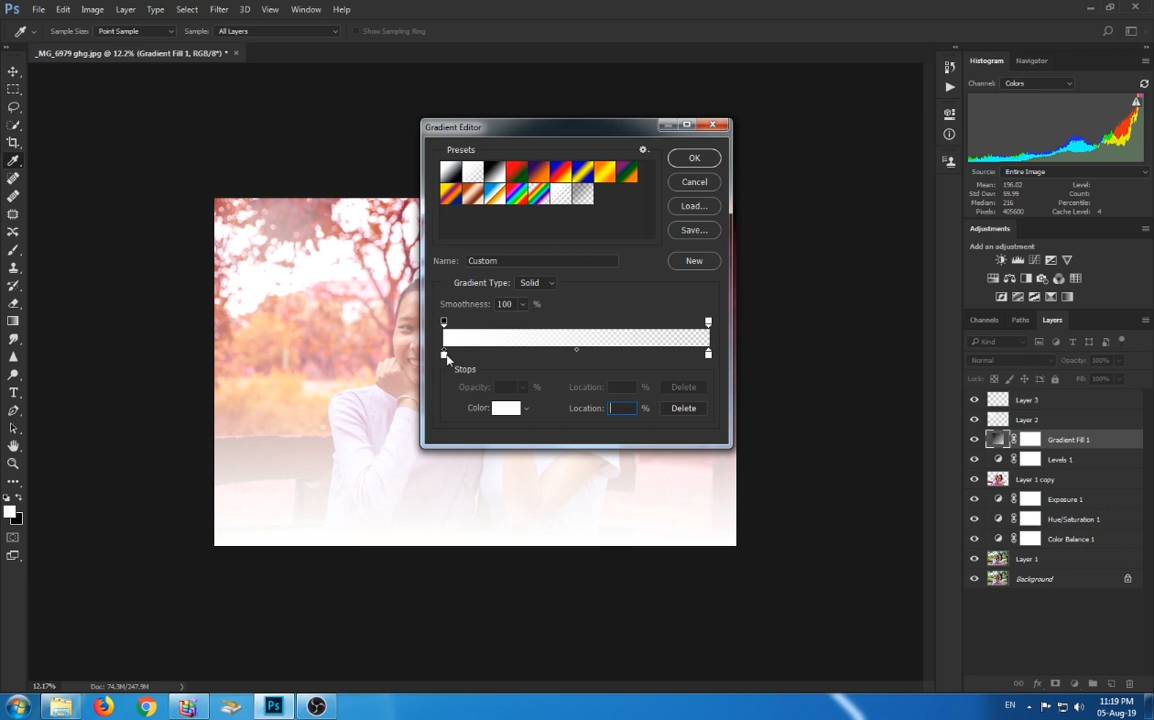 Ps File Edit Image Layer Type Select Filter 3D View Window Help
Sample Size: Point Sample Sample: All Layers Show Sampling Ring
_MG_6979 ghg.jpg @ 12.2% (Gradient Fill 1, RGB/8*) * ×
Histogram Navigator
Channel: Colors
Source: Entire Image
Mean: 196.02 Level:
Std Dev: 59.99 Count:
Median: 216 Percentile:
Pixels: 405600 Cache Level: 4
Adjustments
Add an adjustment
Channels Paths Layers
Kind
Normal Opacity: 100%
Lock: Fill: 100%
Layer 3
Layer 2
Gradient Fill 1
Levels 1
Layer 1 copy
Exposure 1
Hue/Saturation 1
Color Balance 1
Layer 1
Background
fx
Gradient Editor
Presets
OK
Cancel
Load...
Save...
Name: Custom New
Gradient Type: Solid
Smoothness: 100 %
Stops
Opacity: % Location: % Delete
Color: Location: % Delete
T
12.17% Doc: 74.3M/247.9M
Ps
EN
11:19 PM
05-Aug-19